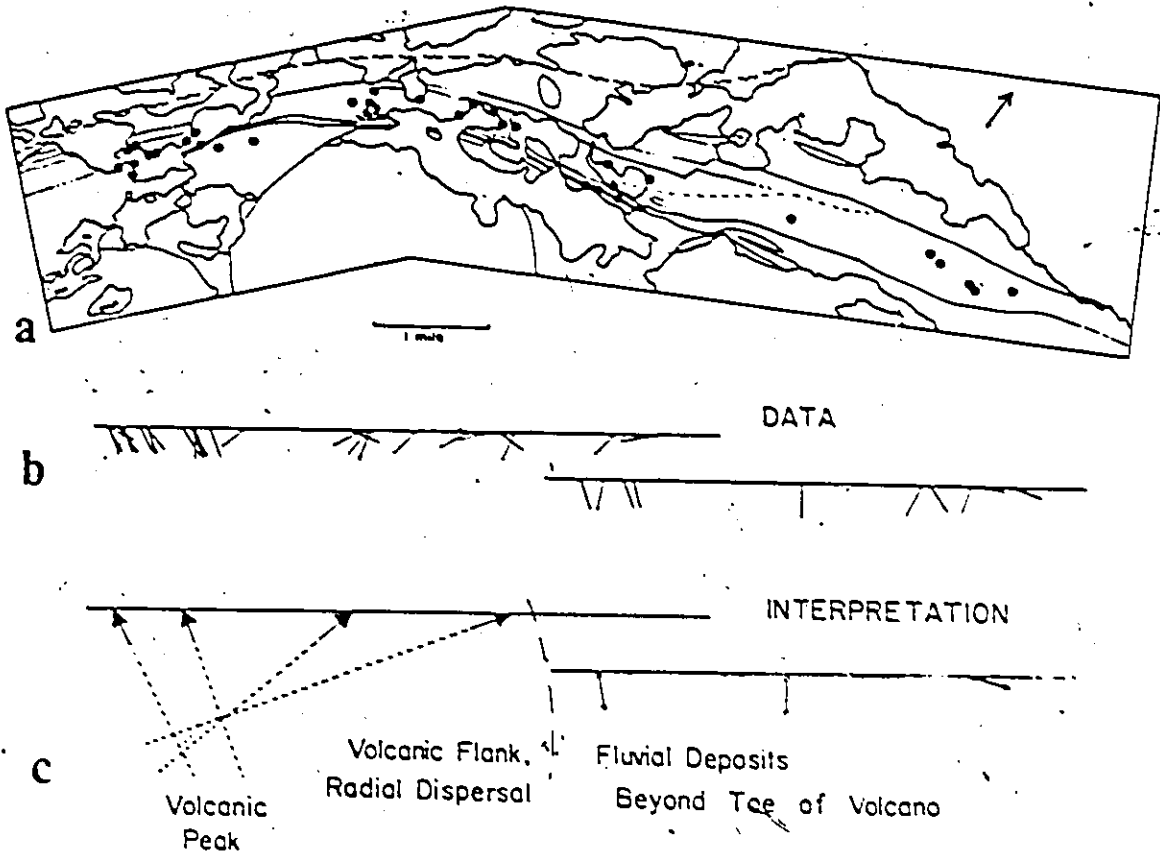 a
1 mile
DATA
b
INTERPRETATION
c
Volcanic Flank,
Radial Dispersal
Fluvial Deposits
Beyond Toe of Volcano
Volcanic
Peak